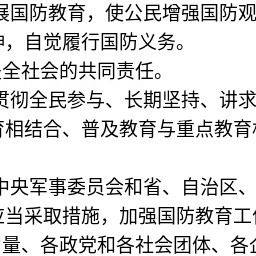 展国防教育，使公民增强国防观
，自觉履行国防义务。
全社会的共同责任。
贯彻全民参与、长期坚持、讲求
育相结合、普及教育与重点教育
中央军事委员会和省、自治区、
应当采取措施，加强国防教育工
量、各政党和各社会团体、各